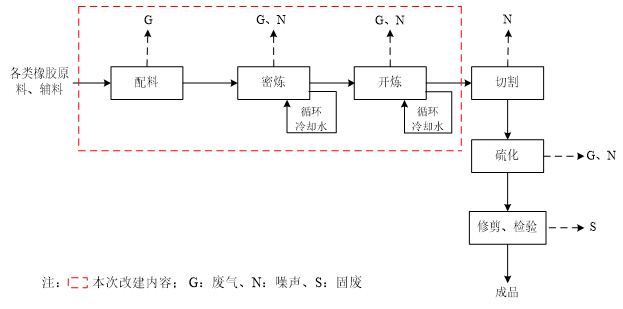 G
G、N
G、N
N
各类橡胶原
料、辅料
配料
密炼
开炼
切割
循环
冷却水
循环
冷却水
硫化
G、N
修剪、检验
S
注：本次改建内容； G：废气、N：噪声、S：固废
成品